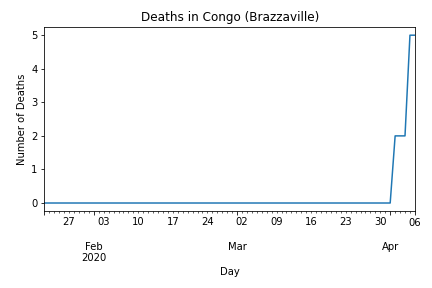 Deaths in Congo (Brazzaville)
5
4
3
2
1
0
Number of Deaths
27 03 10 17 24 02 09 16 23 30 06
Feb Mar Apr
2020
Day